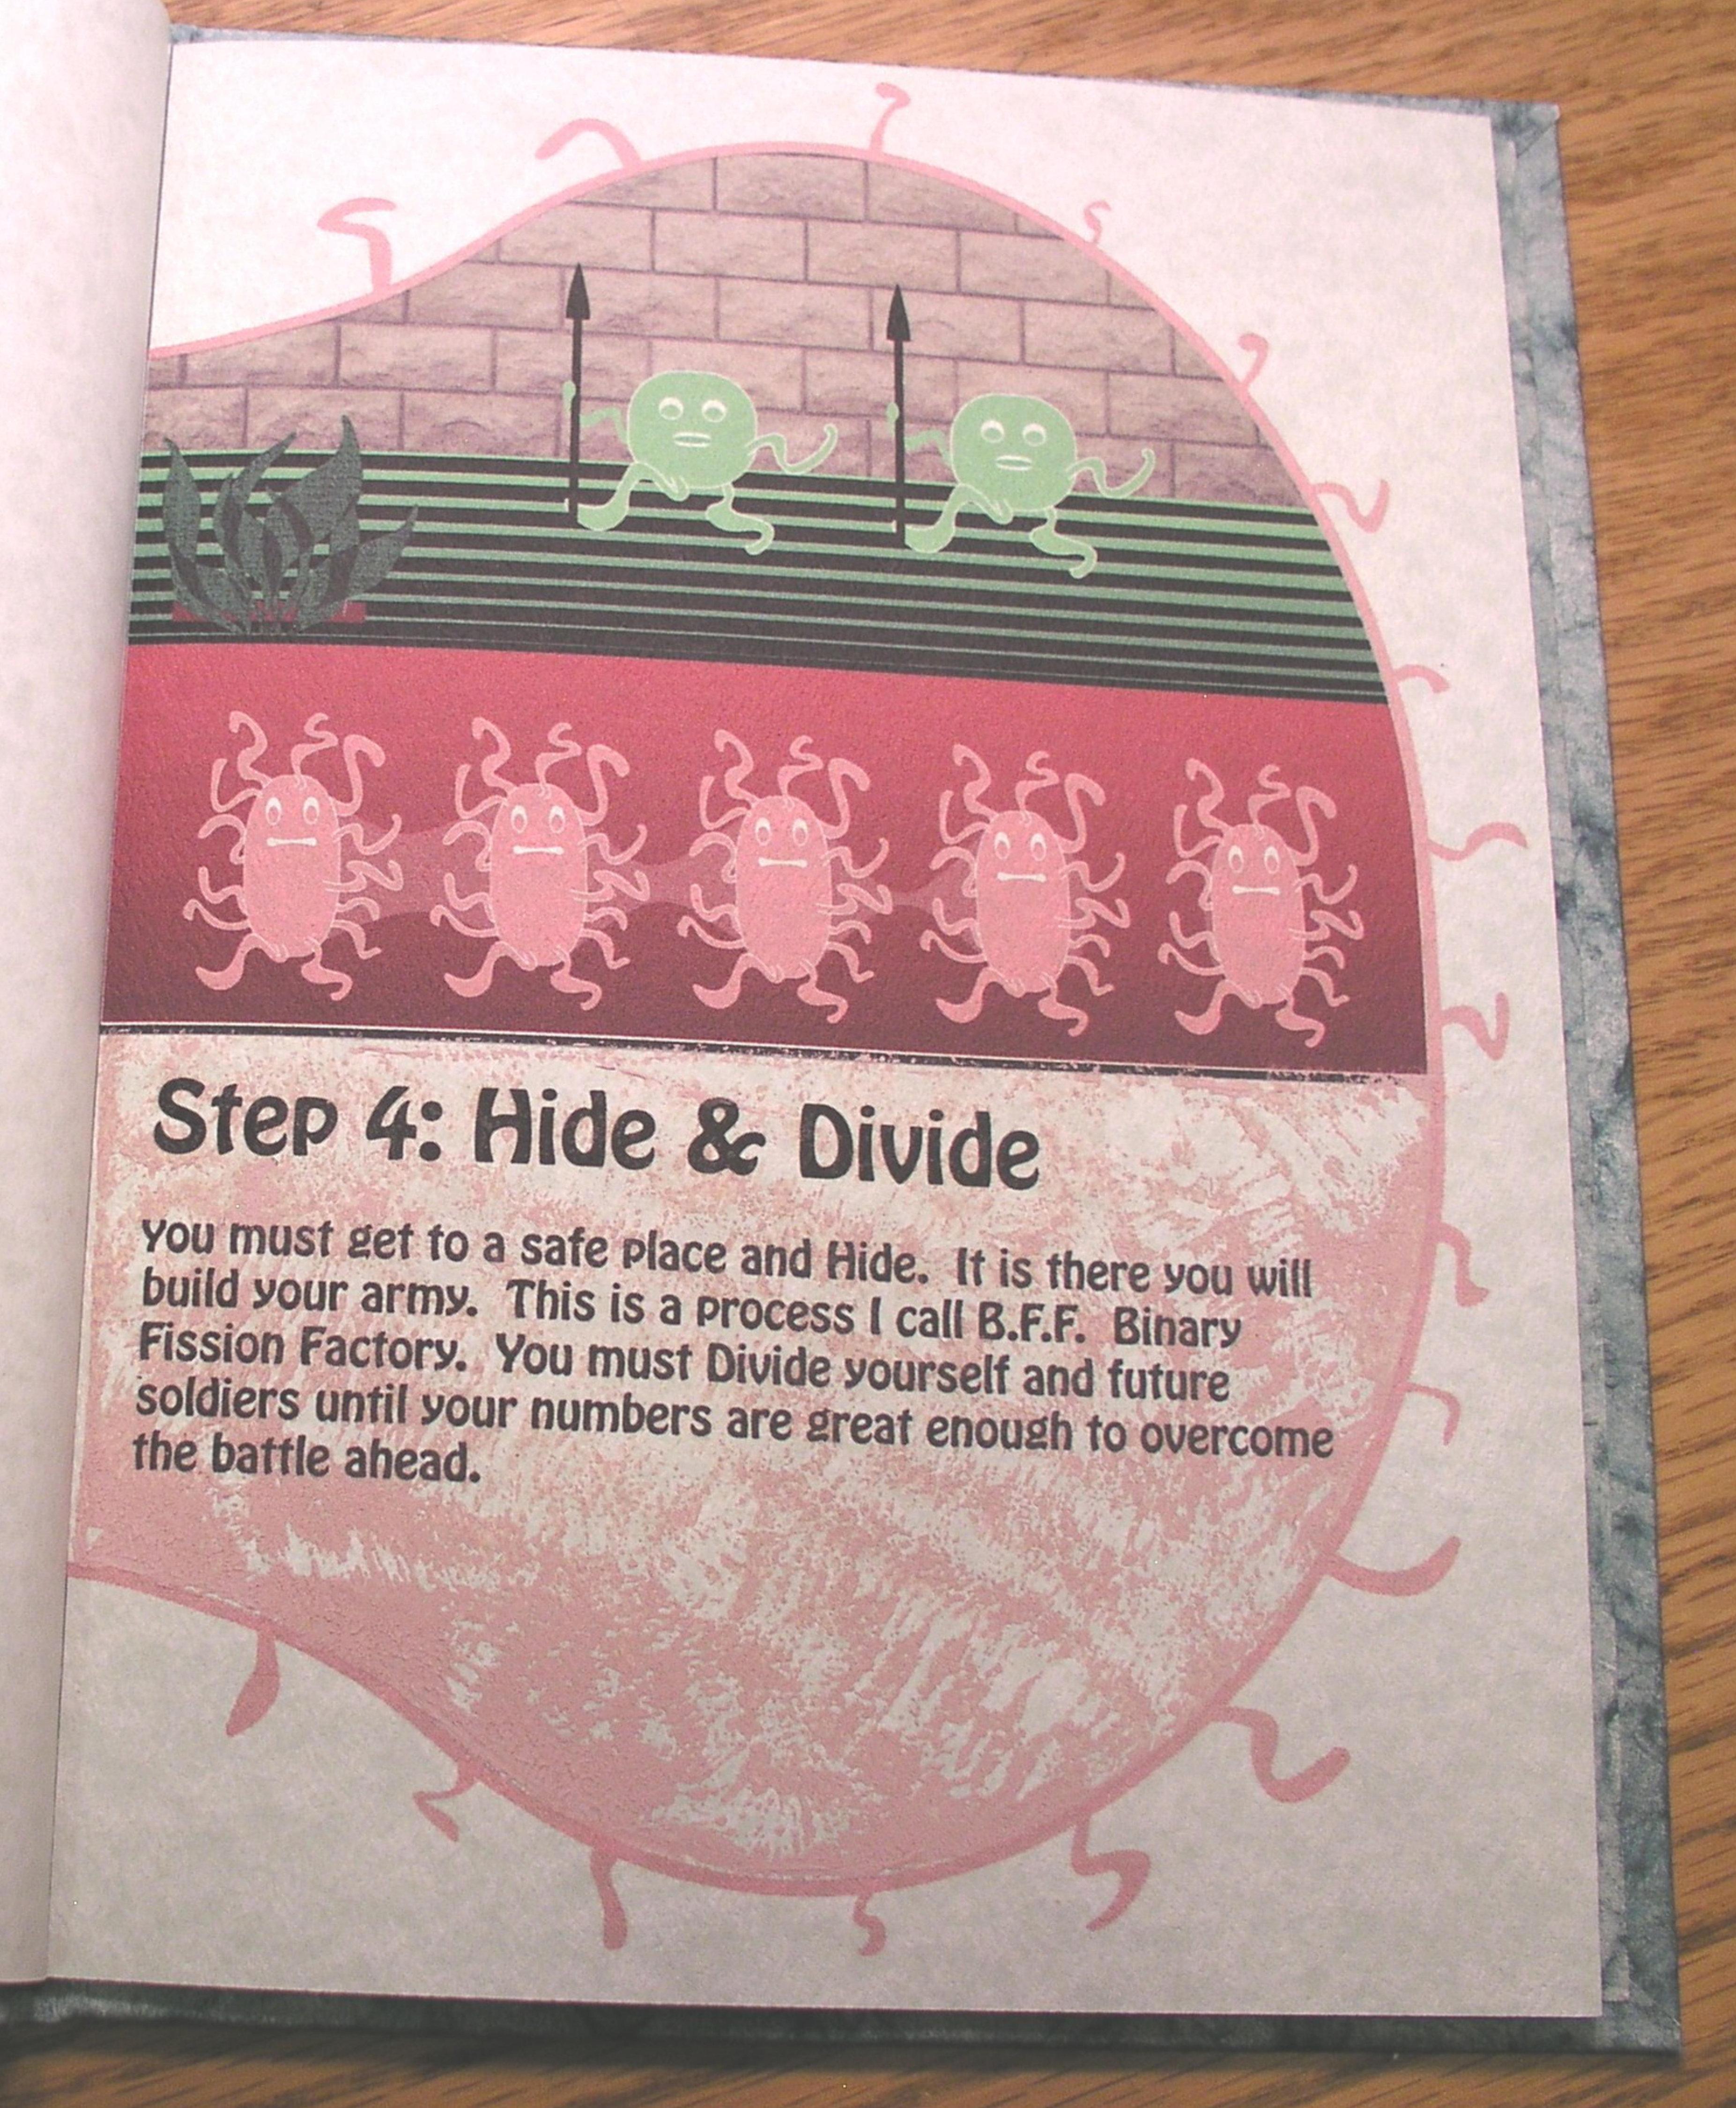 Step 4: Hide & Divide
You must get to a safe place and Hide. It is there you will
build your army. This is a process I call B.F.F. Binary
Fission Factory. You must Divide yourself and future
soldiers until your numbers are great enough to overcome
the battle ahead.